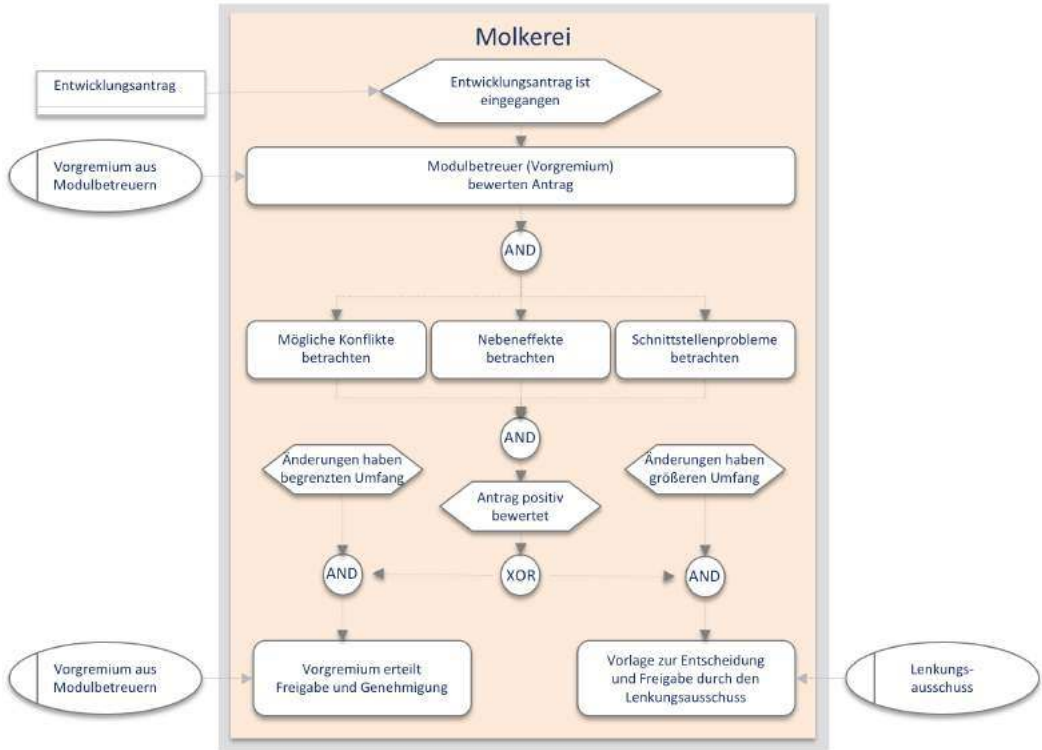 Molkerei
Entwicklungsantrag
Entwicklungsantrag ist
eingegangen
Vorgremium aus
Modulbetreuern
Modulbetreuer (Vorgremium)
bewerten Antrag
AND
Mögliche Konflikte
betrachten
Nebeneffekte
betrachten
Schnittstellenprobleme
betrachten
AND
Änderungen haben
begrenzten Umfang
Antrag positiv
bewertet
Änderungen haben
größeren Umfang
AND
XOR
AND
Vorgremium aus
Modulbetreuern
Vorgremium erteilt
Freigabe und Genehmigung
Vorlage zur Entscheidung
und Freigabe durch den
Lenkungsausschuss
Lenkungs-
ausschuss